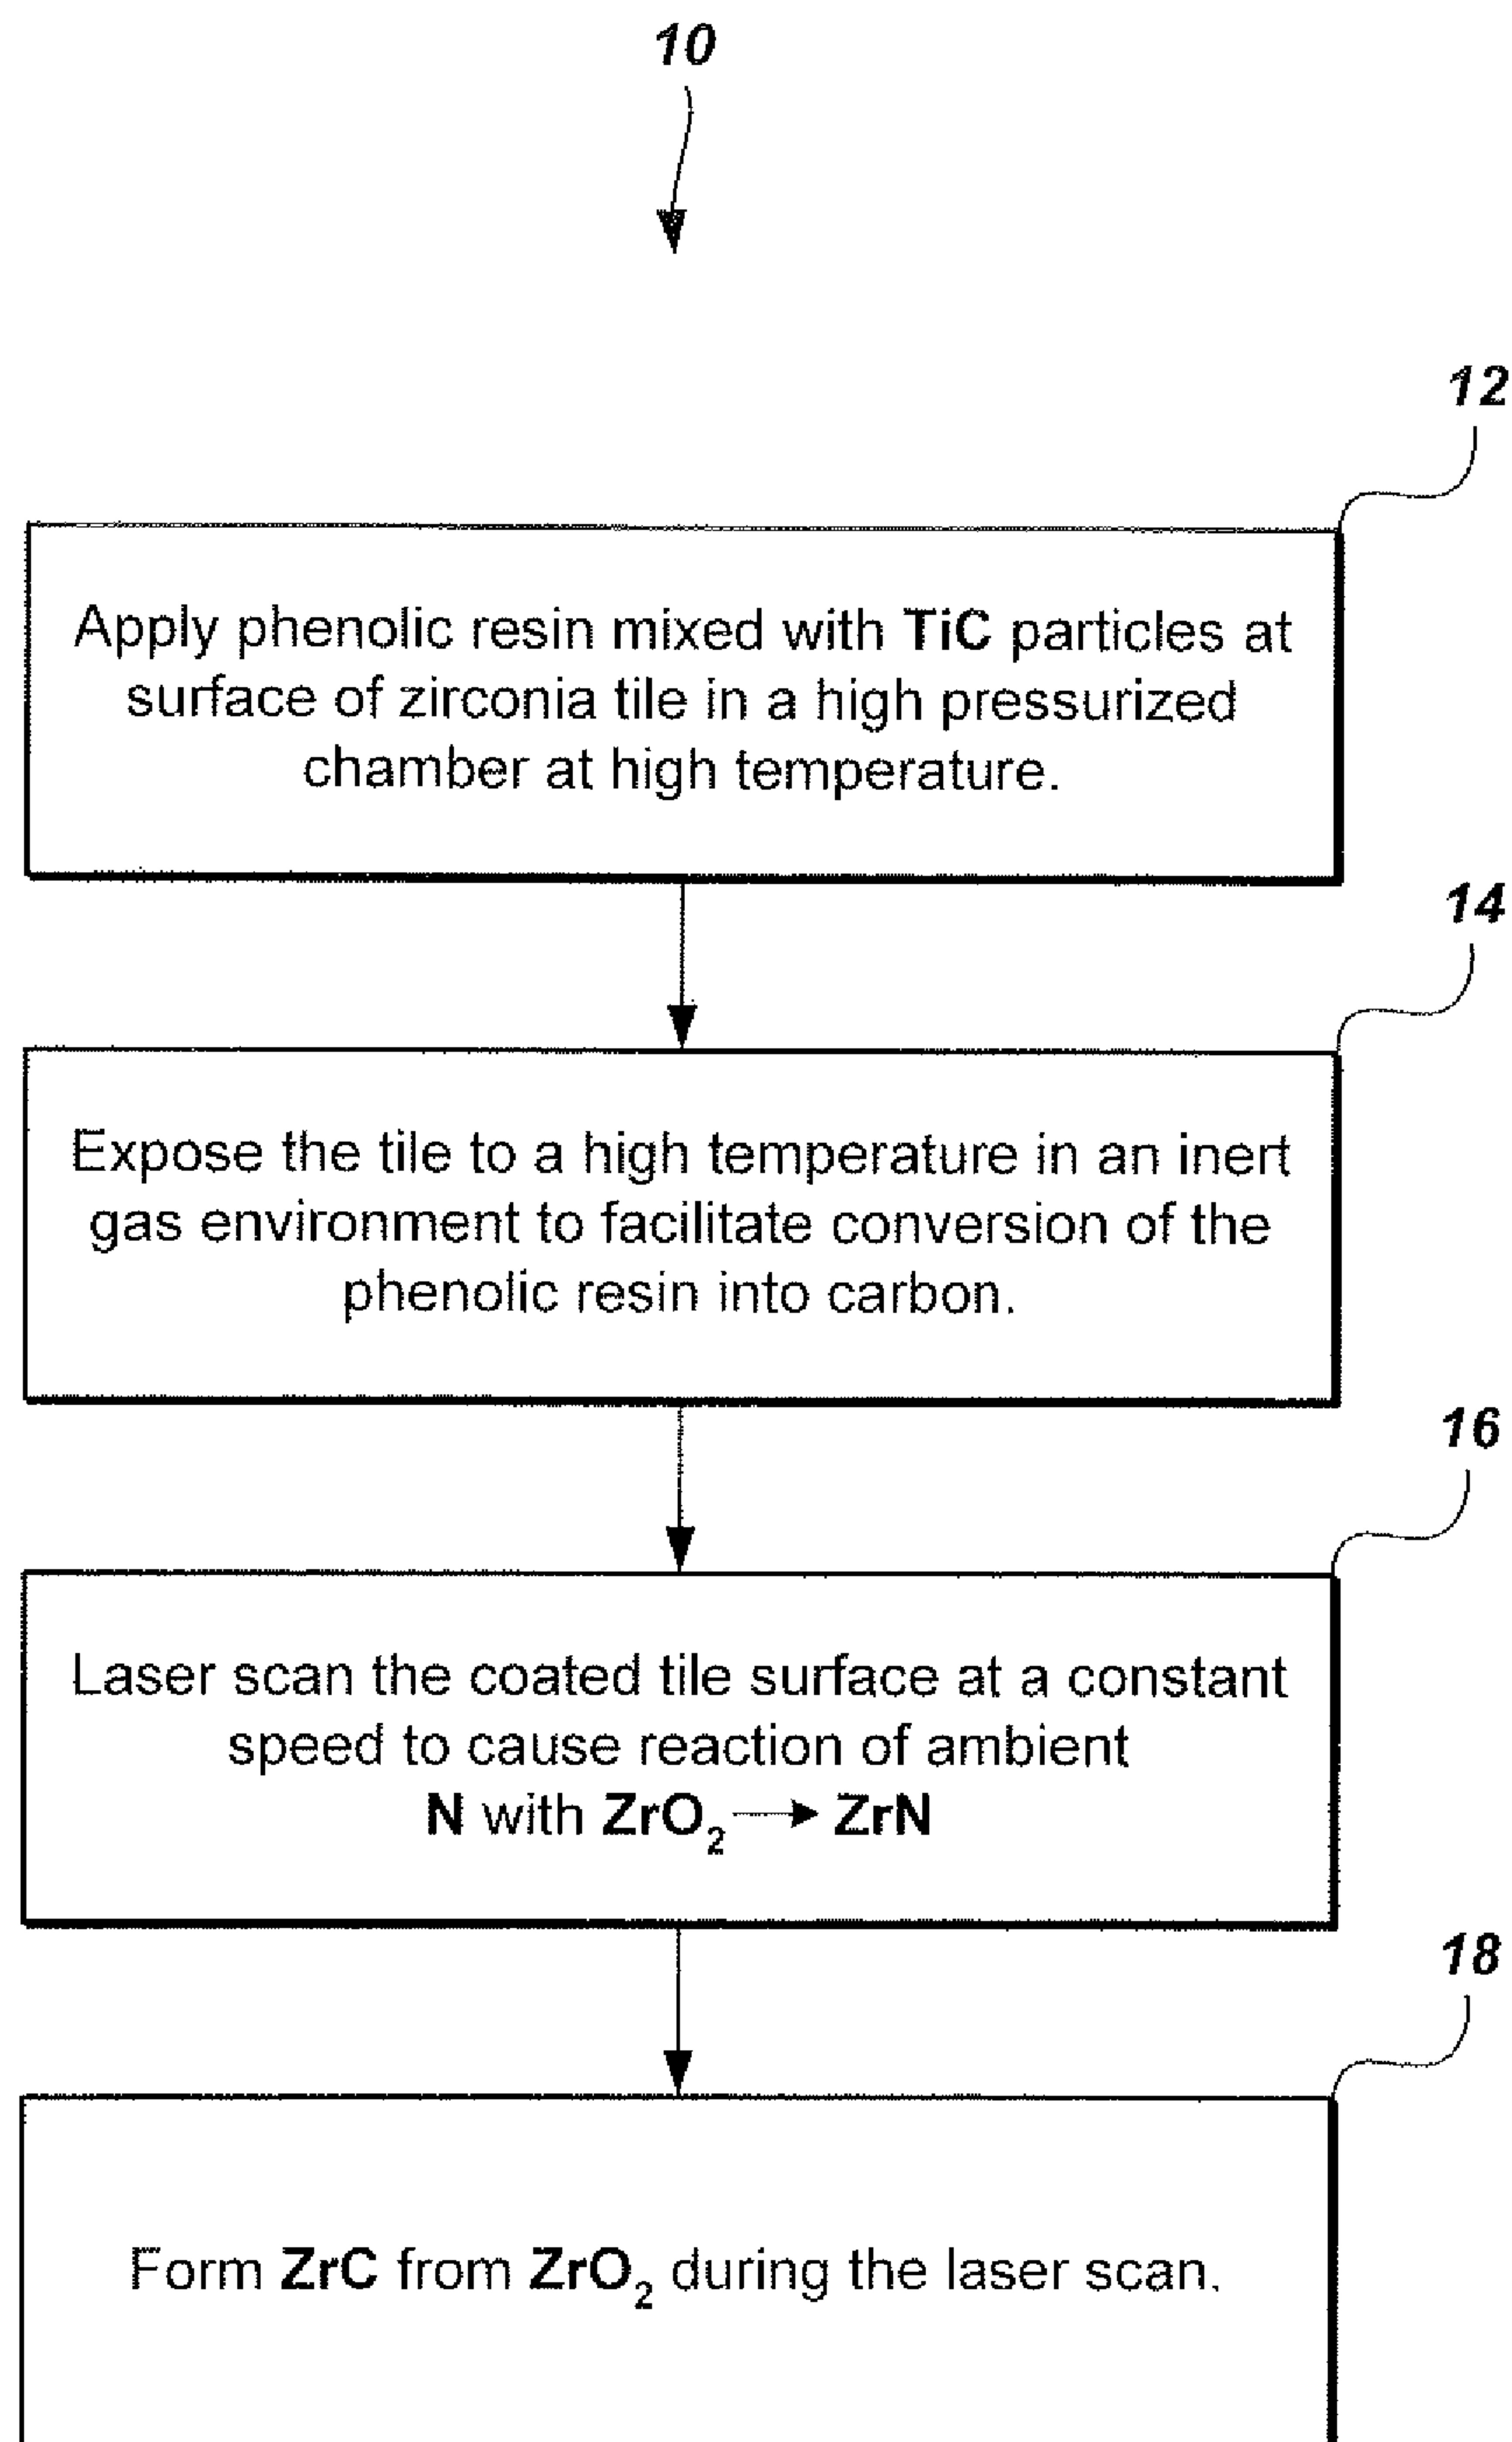 10
12
Apply phenolic resin mixed with TiC particles at
surface of zirconia tile in a high pressurized
chamber at high temperature.
14
Expose the tile to a high temperature in an inert
gas environment to facilitate conversion of the
phenolic resin into carbon.
16
Laser scan the coated tile surface at a constant
speed to cause reaction of ambient
N with ZrO₂ → ZrN
18
Form ZrC from ZrO₂ during the laser scan.